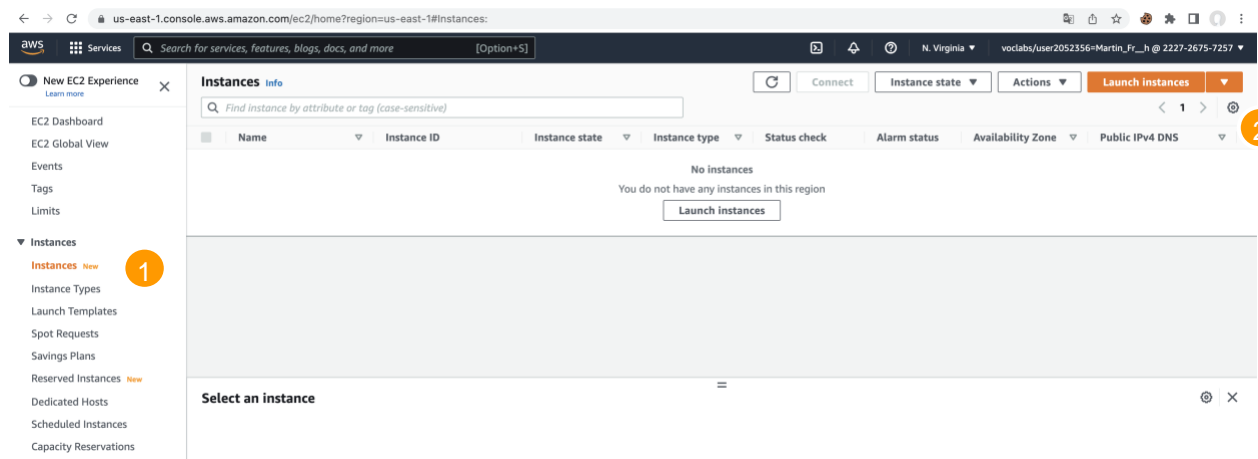 us-east-1.console.aws.amazon.com/ec2/home?region=us-east-1#Instances:
aws Services Search for services, features, blogs, docs, and more [Option+S] N. Virginia ▼ voclabs/user2052356=Martin_Fr__h @ 2227-2675-7257 ▼
New EC2 Experience
Learn more
EC2 Dashboard
EC2 Global View
Events
Tags
Limits
Instances
Instances New
1
Instance Types
Launch Templates
Spot Requests
Savings Plans
Reserved Instances New
Dedicated Hosts
Scheduled Instances
Capacity Reservations
Instances Info Connect Instance state ▼ Actions ▼ Launch instances ▼
Find instance by attribute or tag (case-sensitive) < 1 >
2
Name Instance ID Instance state Instance type Status check Alarm status Availability Zone Public IPv4 DNS
No instances
You do not have any instances in this region
Launch instances
Select an instance